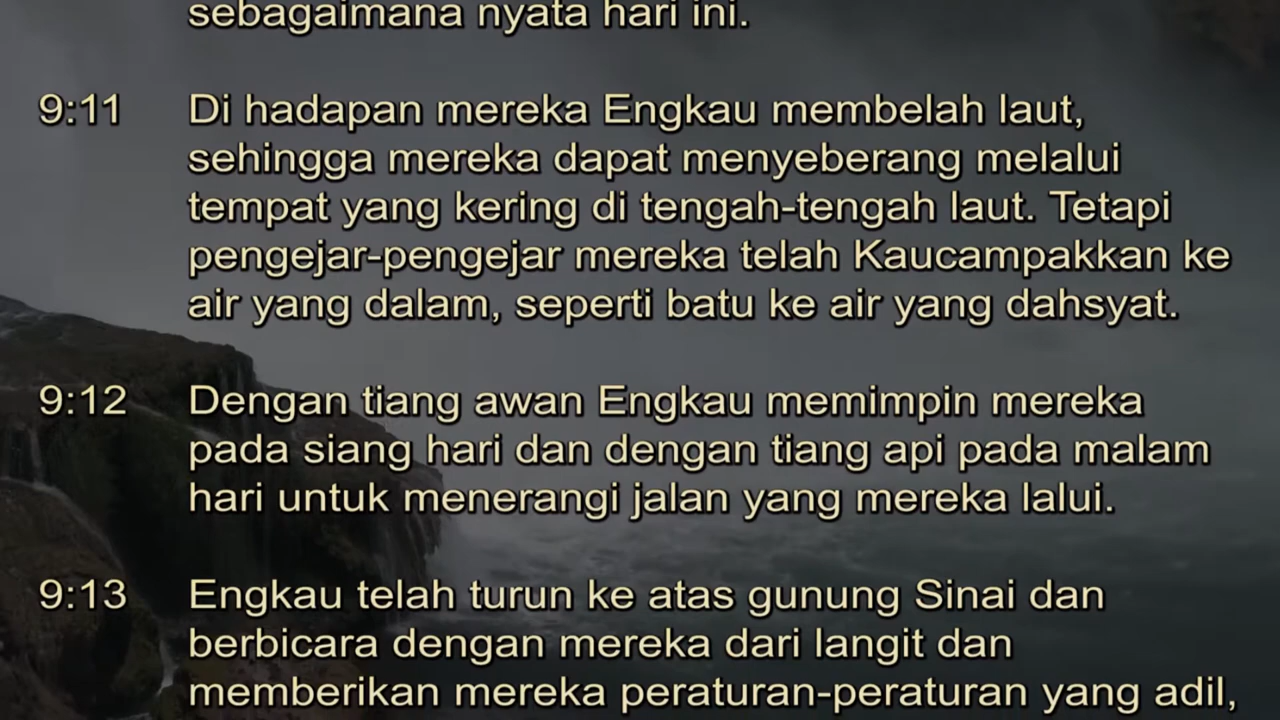 sebagaimana nyata hari ini.
9:11 Di hadapan mereka Engkau membelah laut,
sehingga mereka dapat menyeberang melalui
tempat yang kering di tengah-tengah laut. Tetapi
pengejar-pengejar mereka telah Kaucampakkan ke
air yang dalam, seperti batu ke air yang dahsyat.
9:12 Dengan tiang awan Engkau memimpin mereka
pada siang hari dan dengan tiang api pada malam
hari untuk menerangi jalan yang mereka lalui.
9:13 Engkau telah turun ke atas gunung Sinai dan
berbicara dengan mereka dari langit dan
memberikan mereka peraturan-peraturan yang adil,